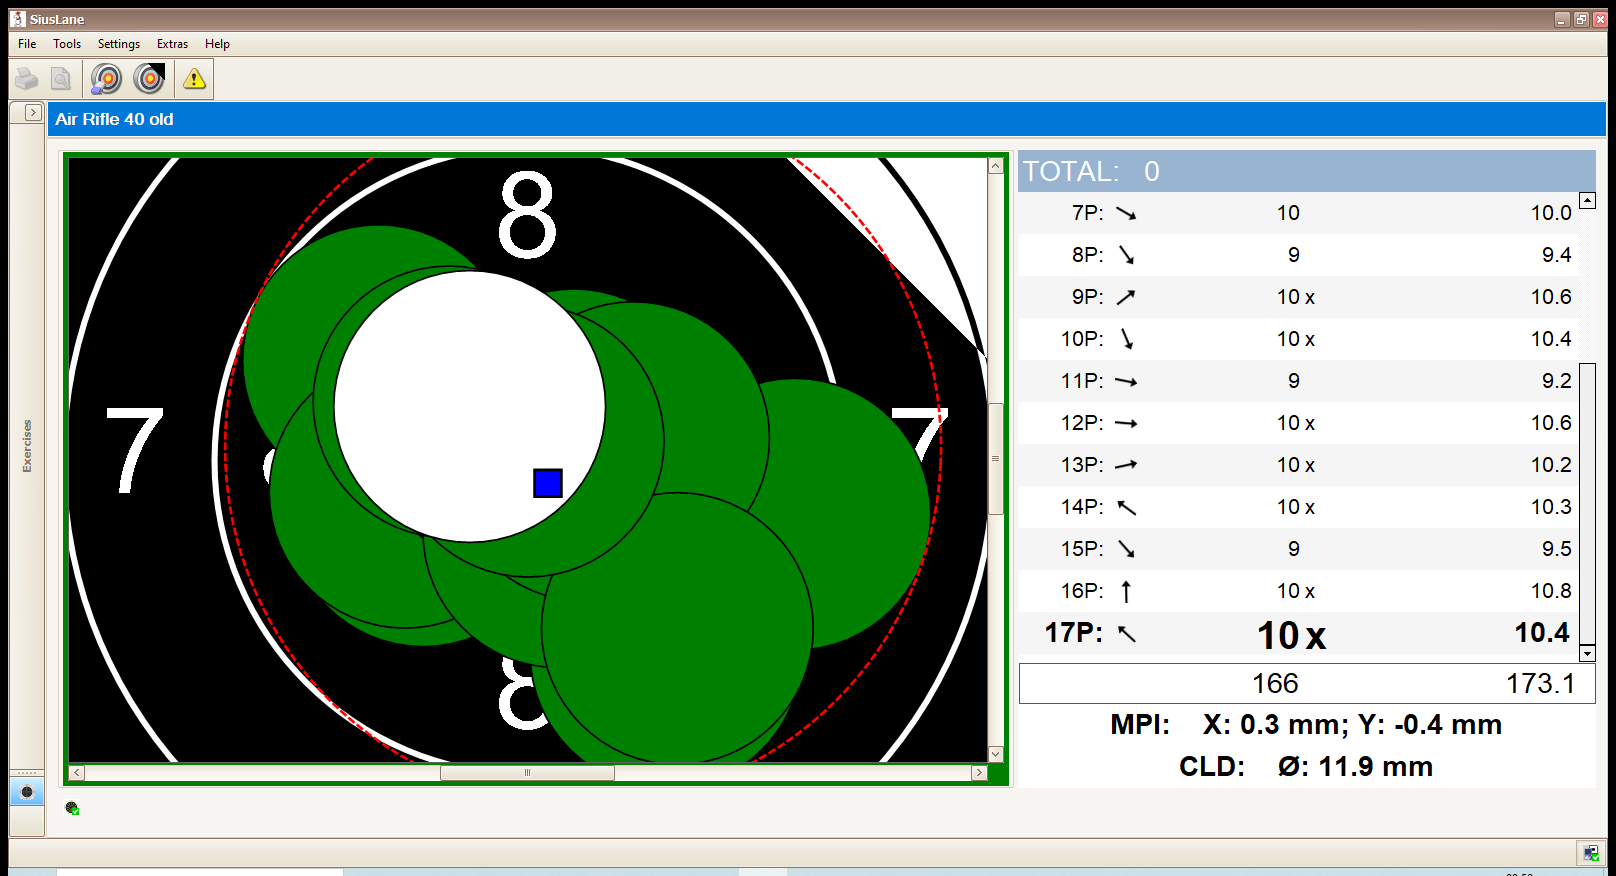 SiusLane
File Tools Settings Extras Help
Air Rifle 40 old
Exercises
8
7
7
8
TOTAL: 0
7P: 10 10.0
8P: 9 9.4
9P: 10 x 10.6
10P: 10 x 10.4
11P: 9 9.2
12P: 10 x 10.6
13P: 10 x 10.2
14P: 10 x 10.3
15P: 9 9.5
16P: 10 x 10.8
17P: 10 x 10.4
166 173.1
MPI: X: 0.3 mm; Y: -0.4 mm
CLD: Ø: 11.9 mm